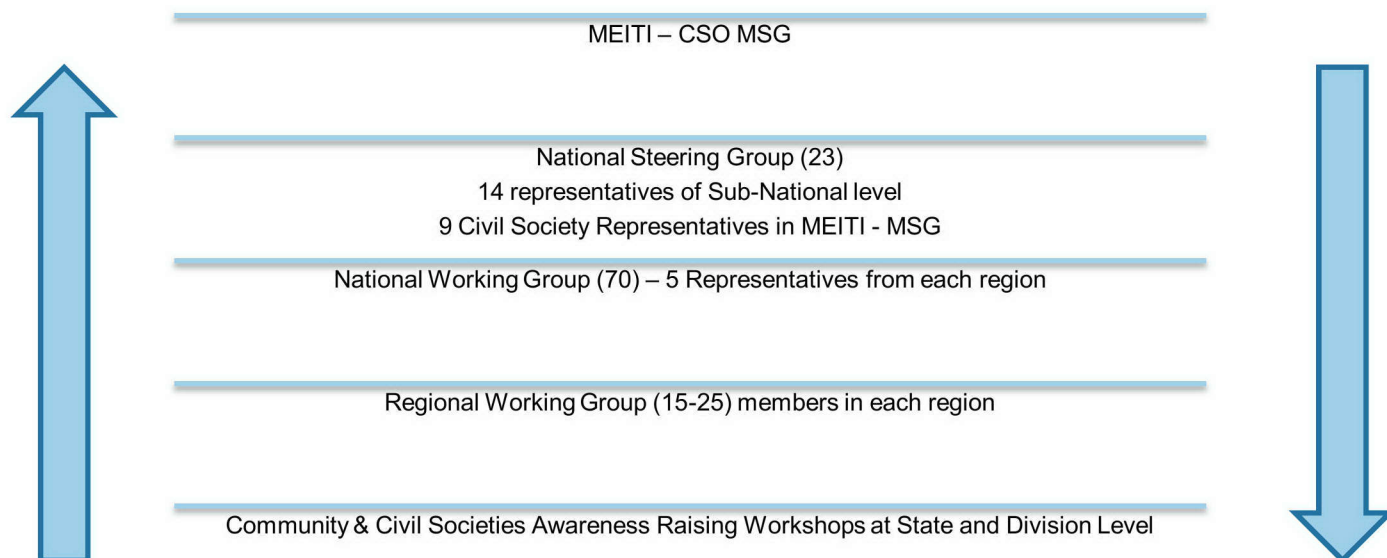 MEITI – CSO MSG
National Steering Group (23)
14 representatives of Sub-National level
9 Civil Society Representatives in MEITI - MSG
National Working Group (70) – 5 Representatives from each region
Regional Working Group (15-25) members in each region
Community & Civil Societies Awareness Raising Workshops at State and Division Level